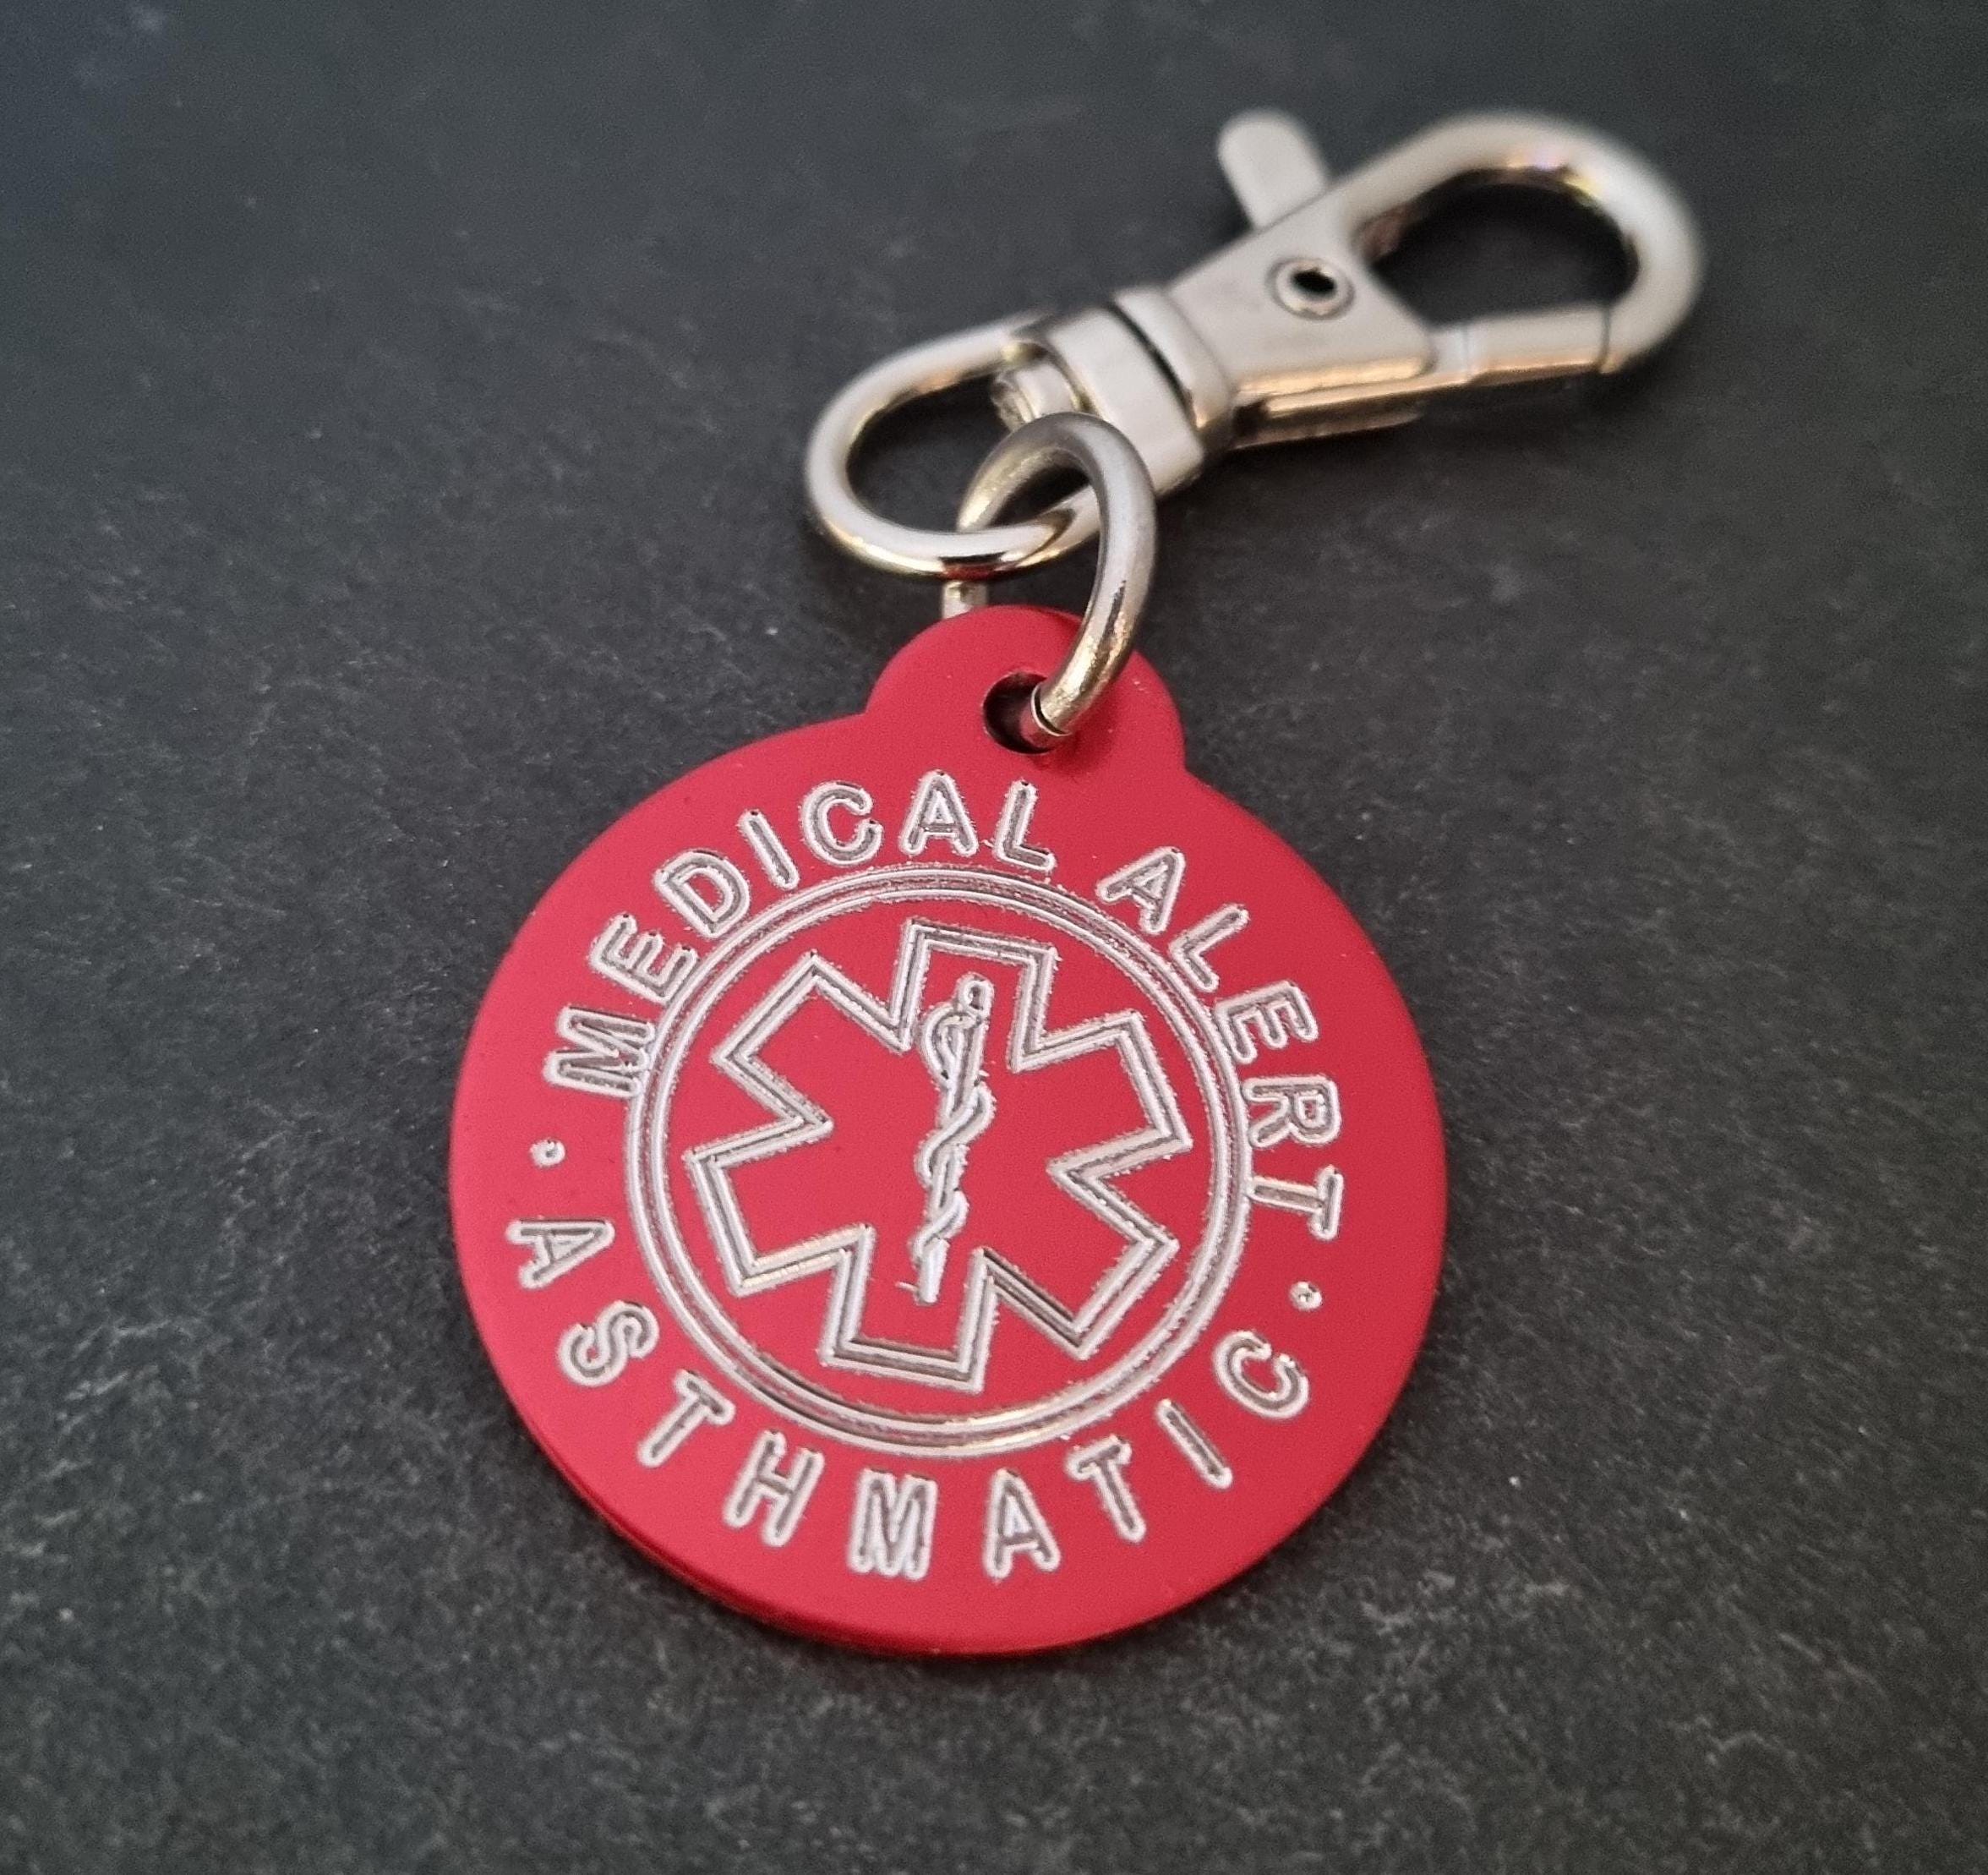 MEDICAL ALERT
· ASTHMATIC ·